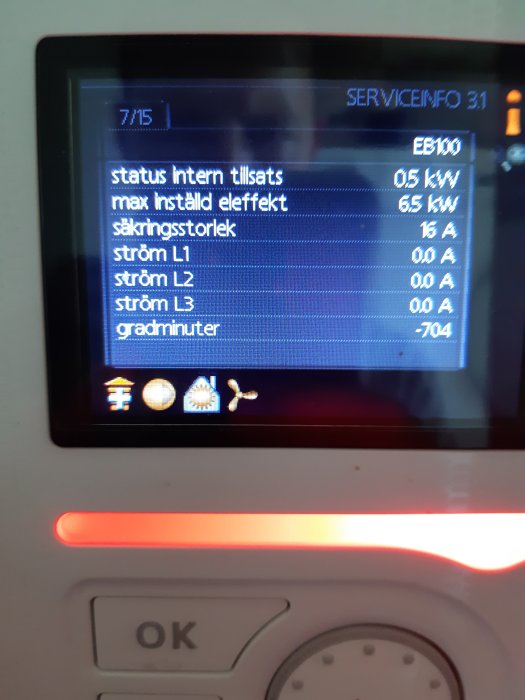 SERVICEINFO 3.1
7/15
EB100
status intern tillsats 0.5 kW
max inställd eleffekt 6.5 kW
säkringsstorlek 16 A
ström L1 0.0 A
ström L2 0.0 A
ström L3 0.0 A
gradminuter -704
OK